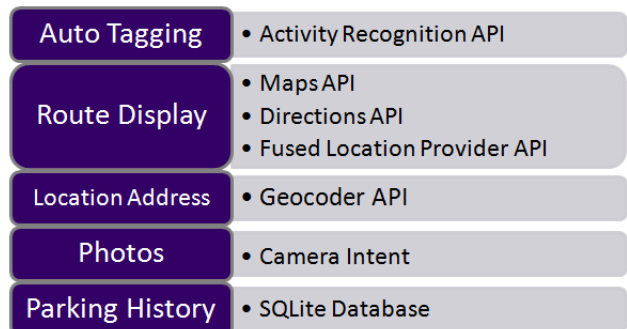 Auto Tagging
• Activity Recognition API
Route Display
• Maps API
• Directions API
• Fused Location Provider API
Location Address
• Geocoder API
Photos
• Camera Intent
Parking History
• SQLite Database